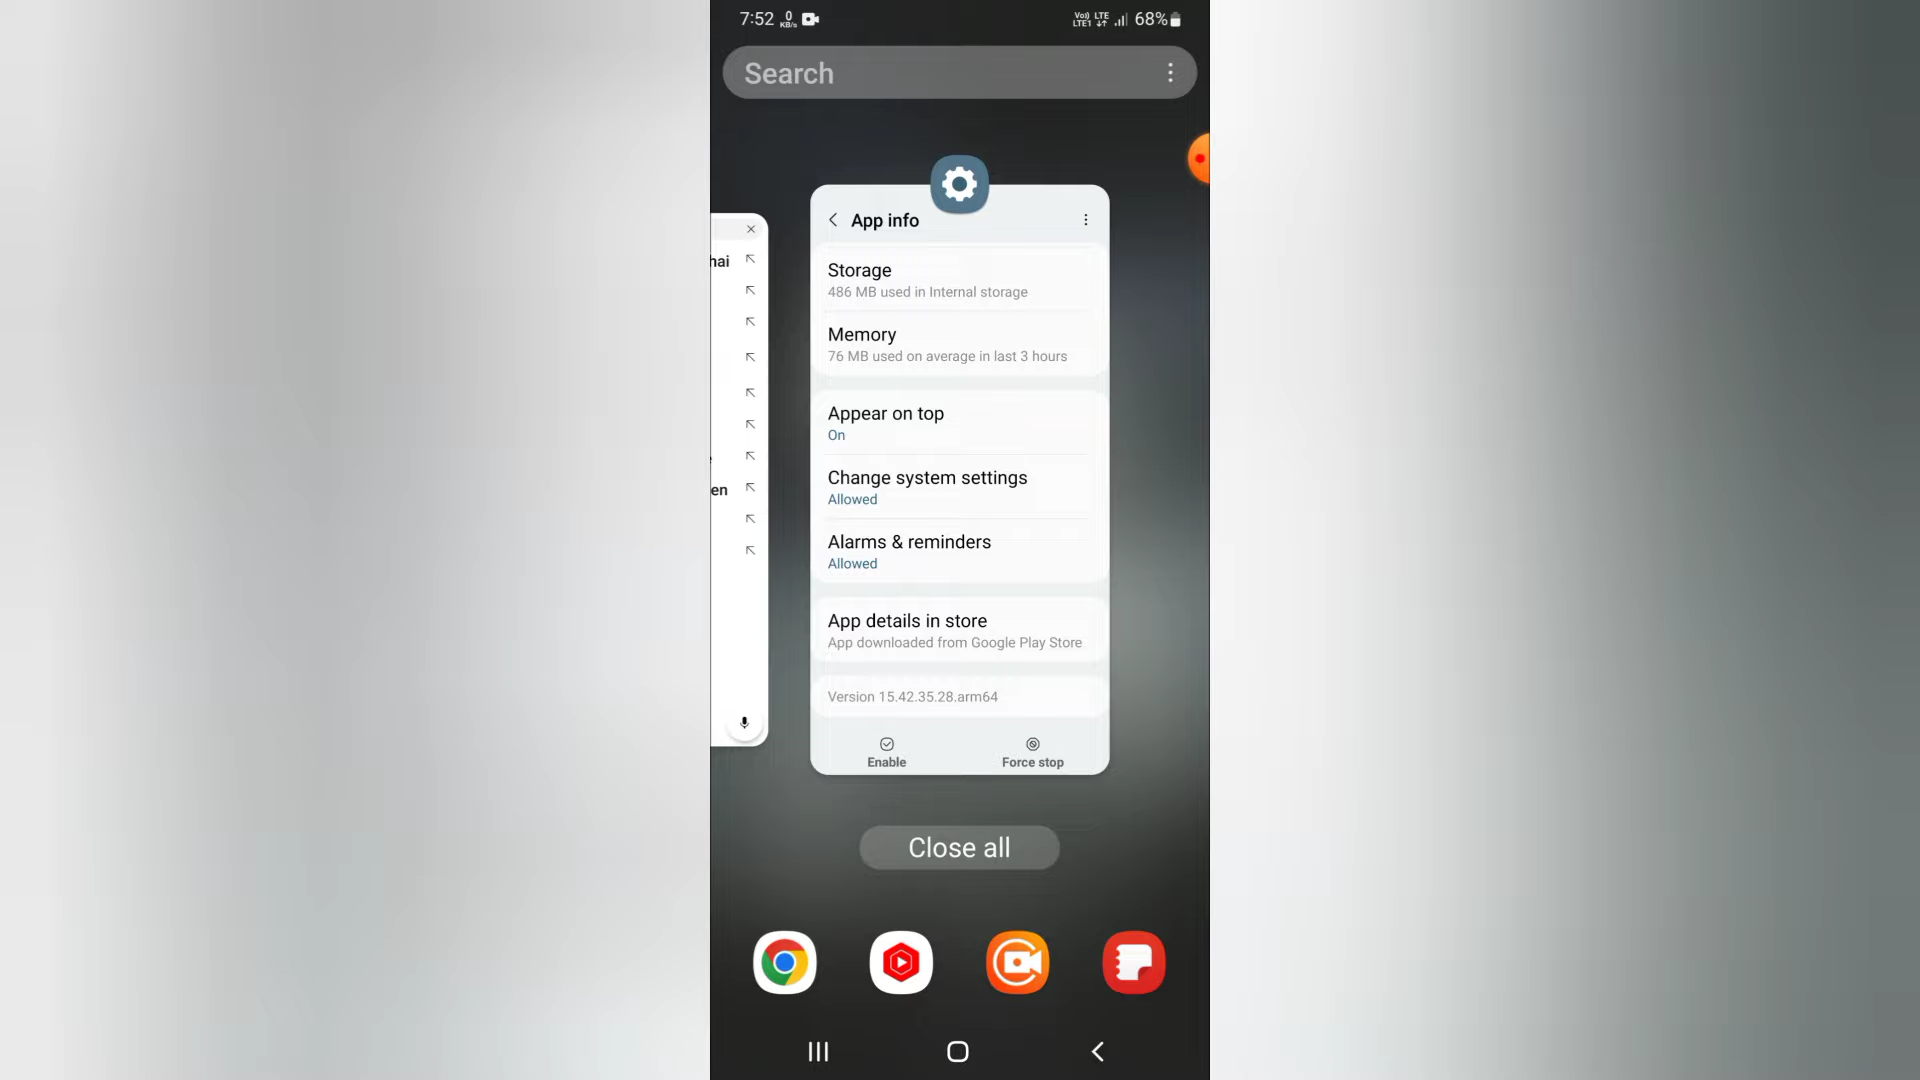 7:52
0
KB/s
Vo)) LTE
LTE1
68%
Search
hai
en
App info
Storage
486 MB used in Internal storage
Memory
76 MB used on average in last 3 hours
Appear on top
On
Change system settings
Allowed
Alarms & reminders
Allowed
App details in store
App downloaded from Google Play Store
Version 15.42.35.28.arm64
Enable
Force stop
Close all